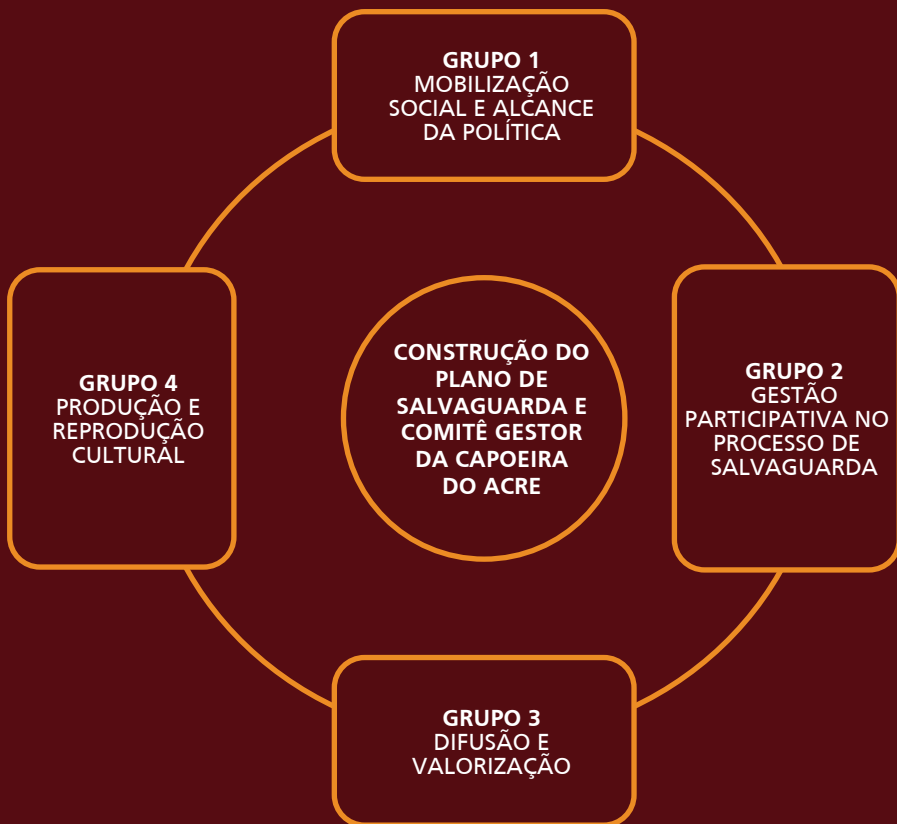 GRUPO 1
MOBILIZAÇÃO
SOCIAL E ALCANCE
DA POLÍTICA
GRUPO 4
PRODUÇÃO E
REPRODUÇÃO
CULTURAL
CONSTRUÇÃO DO
PLANO DE
SALVAGUARDA E
COMITÊ GESTOR
DA CAPOEIRA
DO ACRE
GRUPO 2
GESTÃO
PARTICIPATIVA NO
PROCESSO DE
SALVAGUARDA
GRUPO 3
DIFUSÃO E
VALORIZAÇÃO